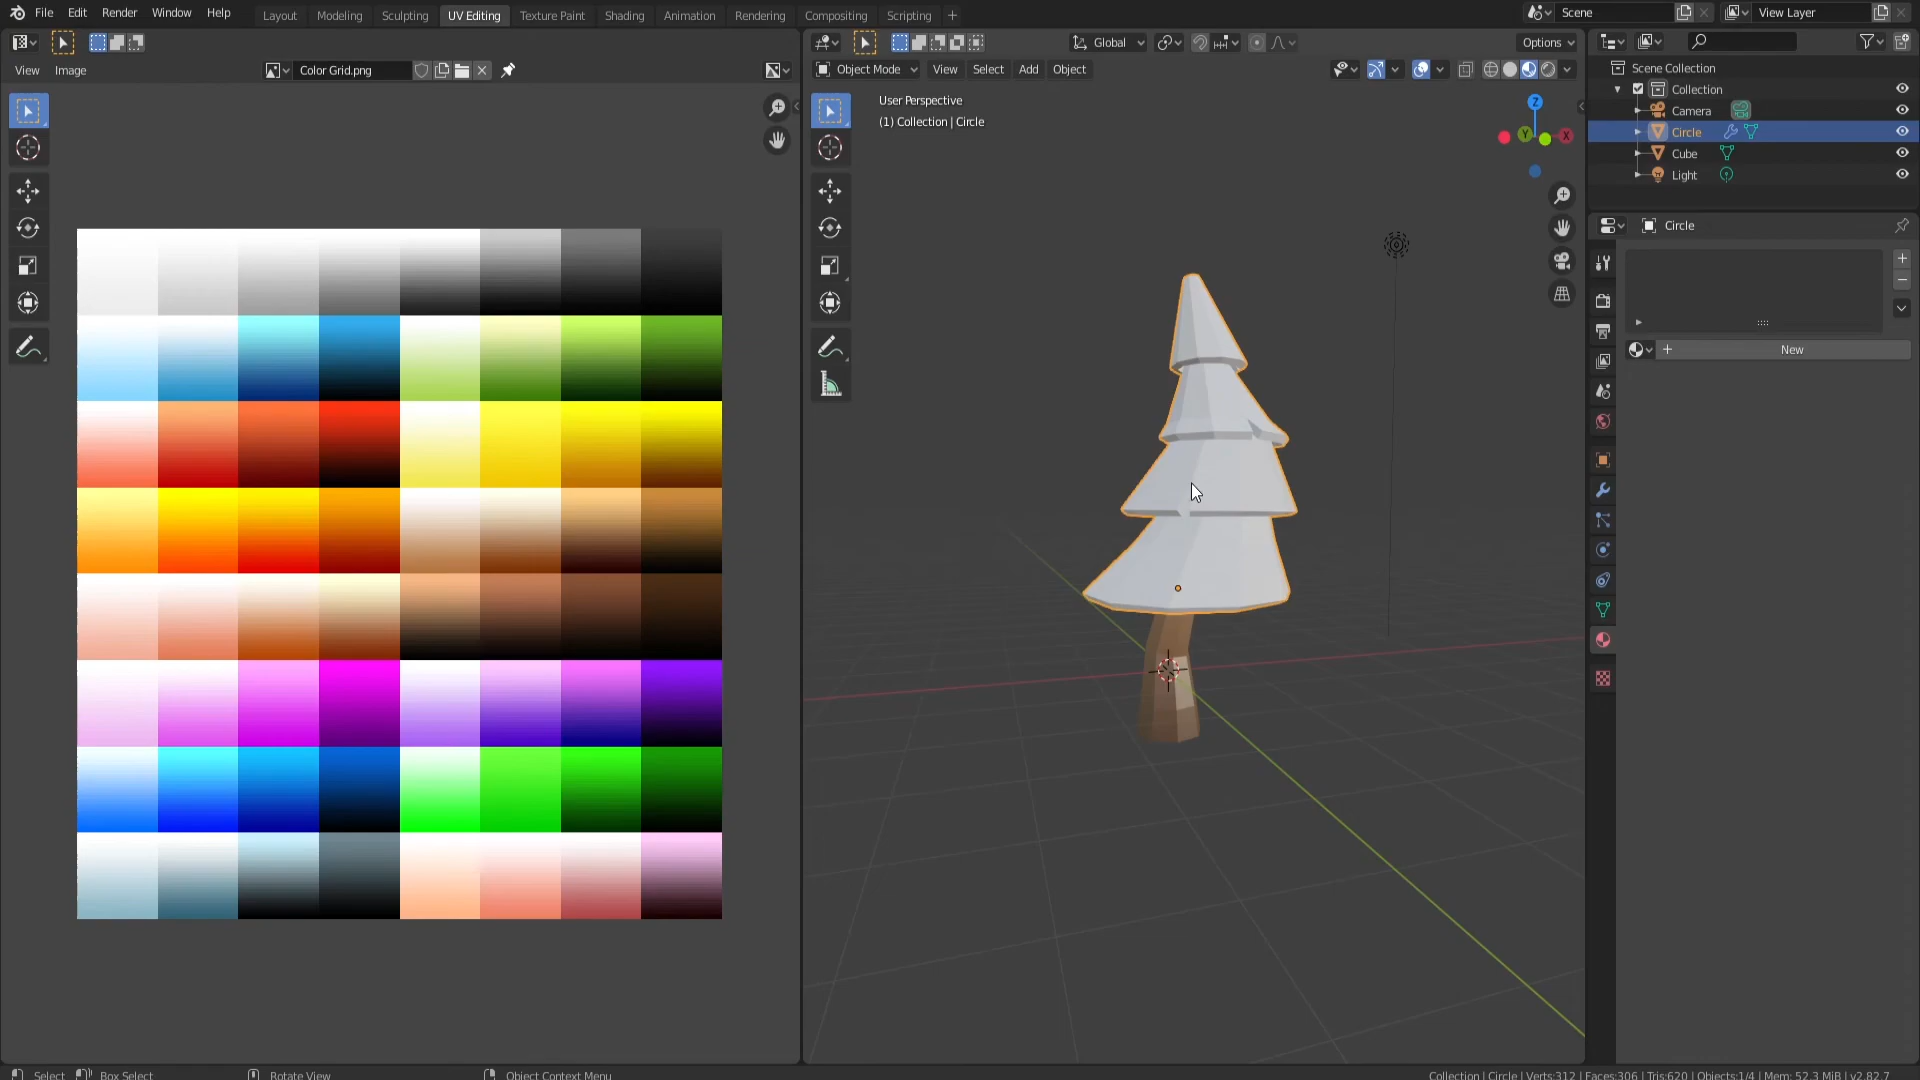 File Edit Render Window Help Layout Modeling Sculpting UV Editing Texture Paint Shading Animation Rendering Compositing Scripting + Scene View Layer
Global Options
View Image Color Grid.png Object Mode View Select Add Object
User Perspective
(1) Collection | Circle
Z
Y
X
Scene Collection
Collection
Camera
Circle
Cube
Light
Circle
New
Select Box Select Rotate View Object Context Menu Collection | Circle | Verts:312 | Faces:306 | Tris:620 | Objects:1/4 | Mem: 52.3 MiB | v2.82.7